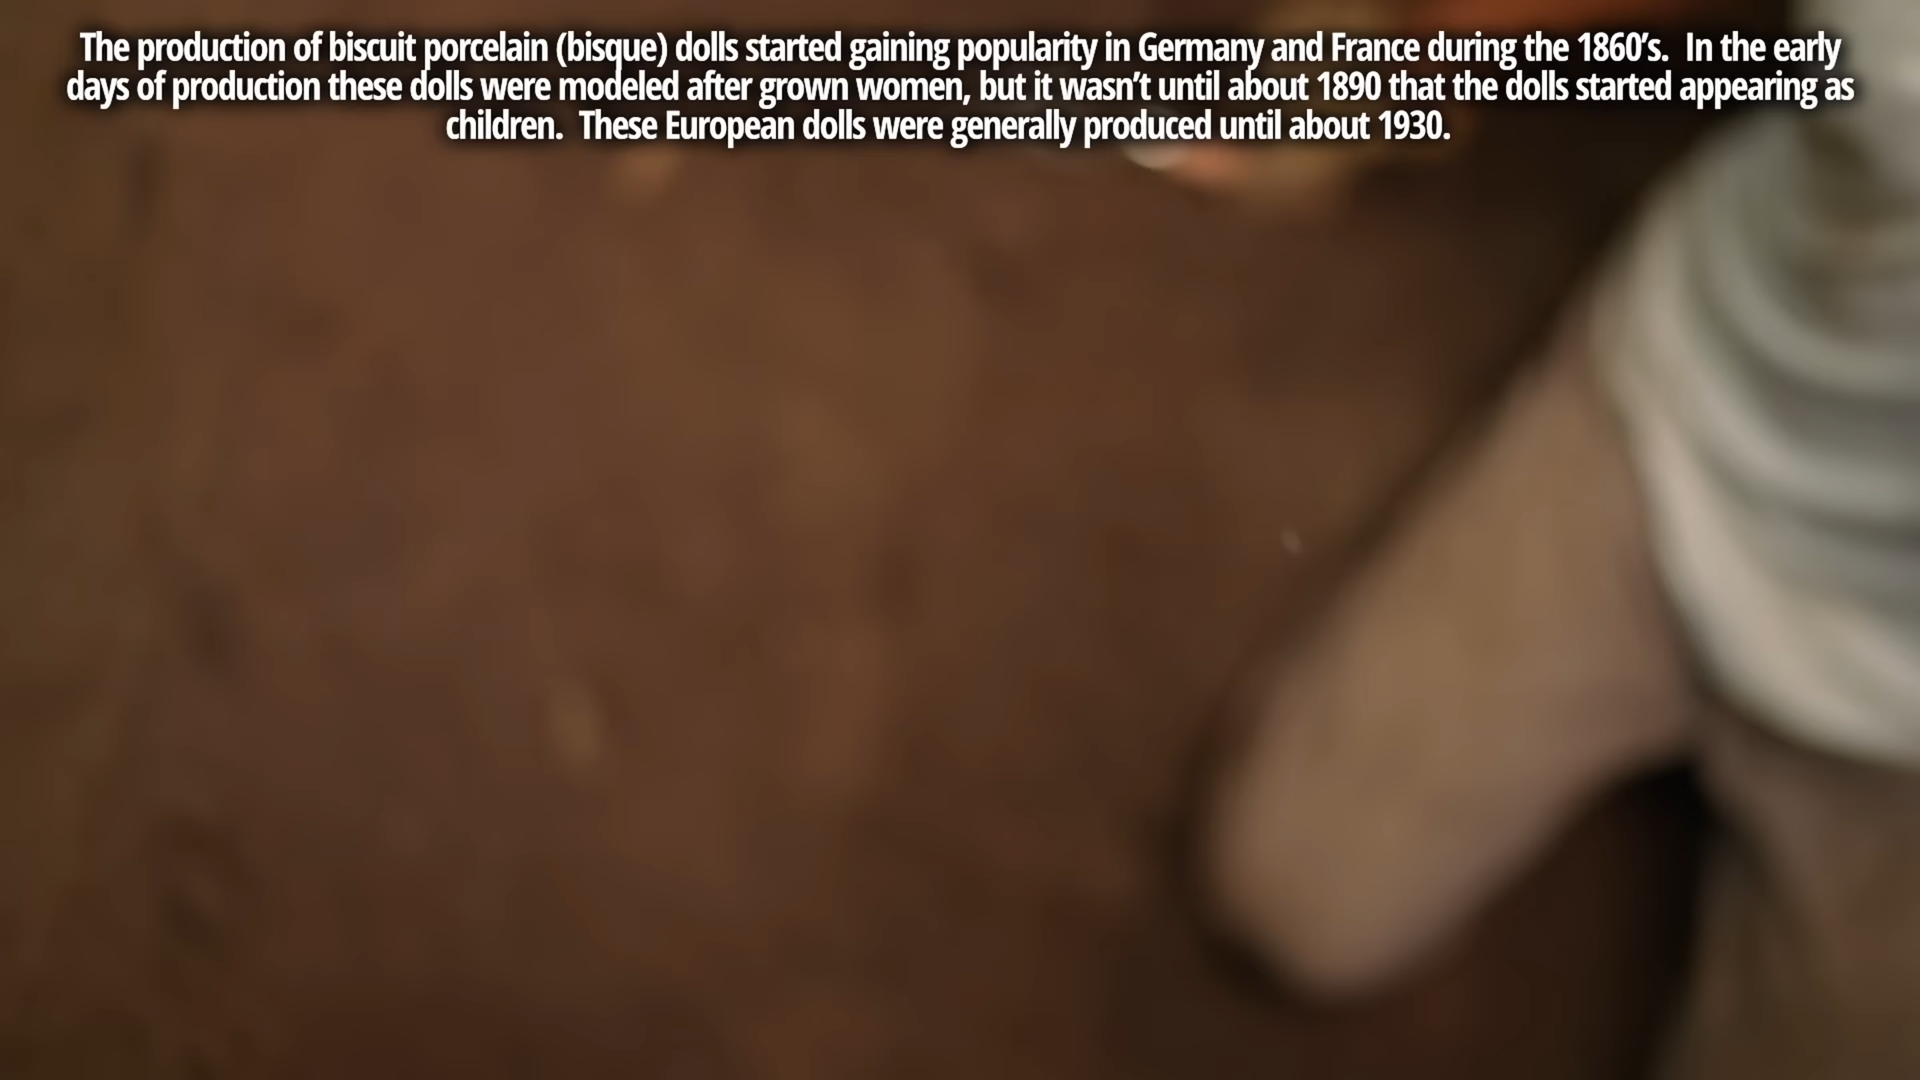 The production of biscuit porcelain (bisque) dolls started gaining popularity in Germany and France during the 1860’s.  In the early
days of production these dolls were modeled after grown women, but it wasn’t until about 1890 that the dolls started appearing as
children.  These European dolls were generally produced until about 1930.